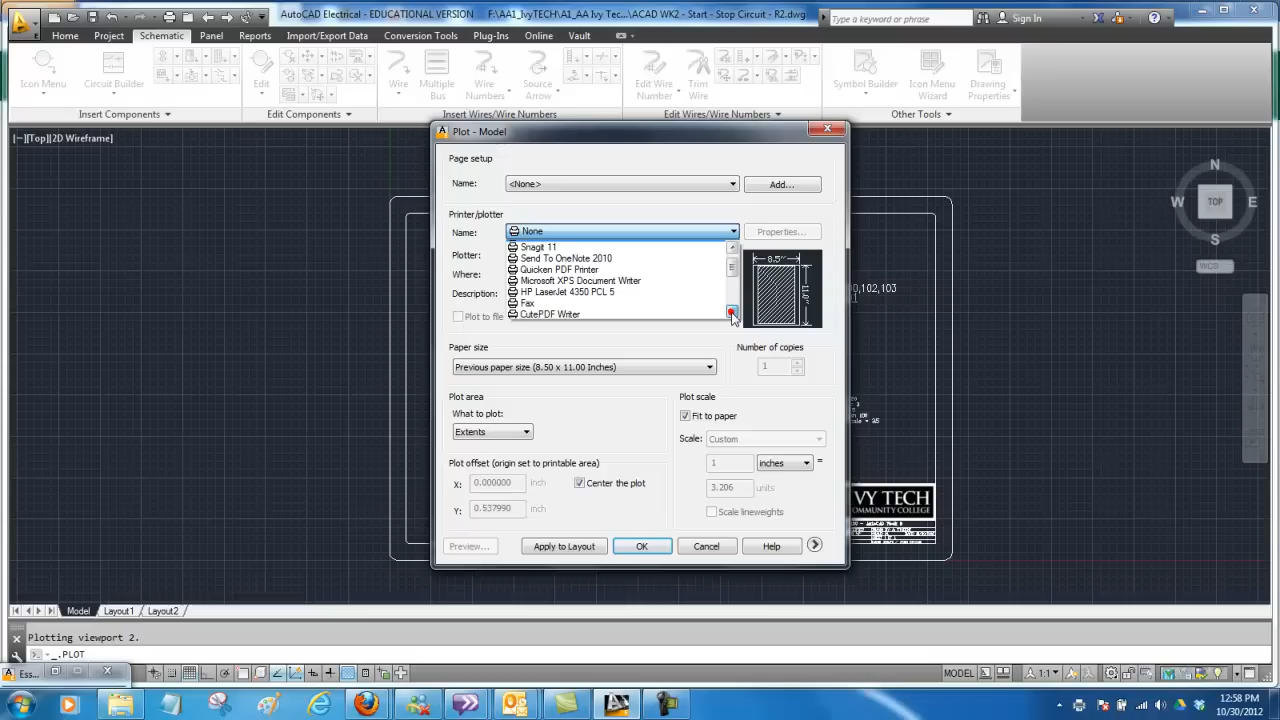 AutoCAD Electrical - EDUCATIONAL VERSION
F:\AA1_IvyTECH\A1_AA Ivy Tec...\ACAD WK2 - Start - Stop Circuit - R2.dwg
Type a keyword or phrase
Sign In
Home
Project
Schematic
Panel
Reports
Import/Export Data
Conversion Tools
Plug-Ins
Online
Vault
Icon Menu
Circuit Builder
Edit
Wire
Multiple
Bus
Wire
Numbers
Source
Arrow
Edit Wire
Number
Trim
Wire
Symbol Builder
Icon Menu
Wizard
Drawing
Properties
Insert Components
Edit Components
Insert Wires/Wire Numbers
Edit Wires/Wire Numbers
Other Tools
[−][Top][2D Wireframe]
Plot - Model
Page setup
Name:
<None>
Add...
Printer/plotter
Name:
None
Properties...
Plotter:
Where:
Description:
Plot to file
Snagit 11
Send To OneNote 2010
Quicken PDF Printer
Microsoft XPS Document Writer
HP LaserJet 4350 PCL 5
Fax
CutePDF Writer
8.5''
11.0''
Paper size
Previous paper size (8.50 x 11.00 Inches)
Number of copies
1
Plot area
What to plot:
Extents
Plot scale
Fit to paper
Scale:
Custom
1
inches
=
3.206
units
Scale lineweights
Plot offset (origin set to printable area)
X:
0.000000
inch
Center the plot
Y:
0.537990
inch
Preview...
Apply to Layout
OK
Cancel
Help
N
W
TOP
E
S
WCS
0,102,103
VY TECH
COMMUNITY COLLEGE
Model
Layout1
Layout2
Plotting viewport 2.
_.PLOT
Ess...
MODEL
1:1
12:58 PM
10/30/2012